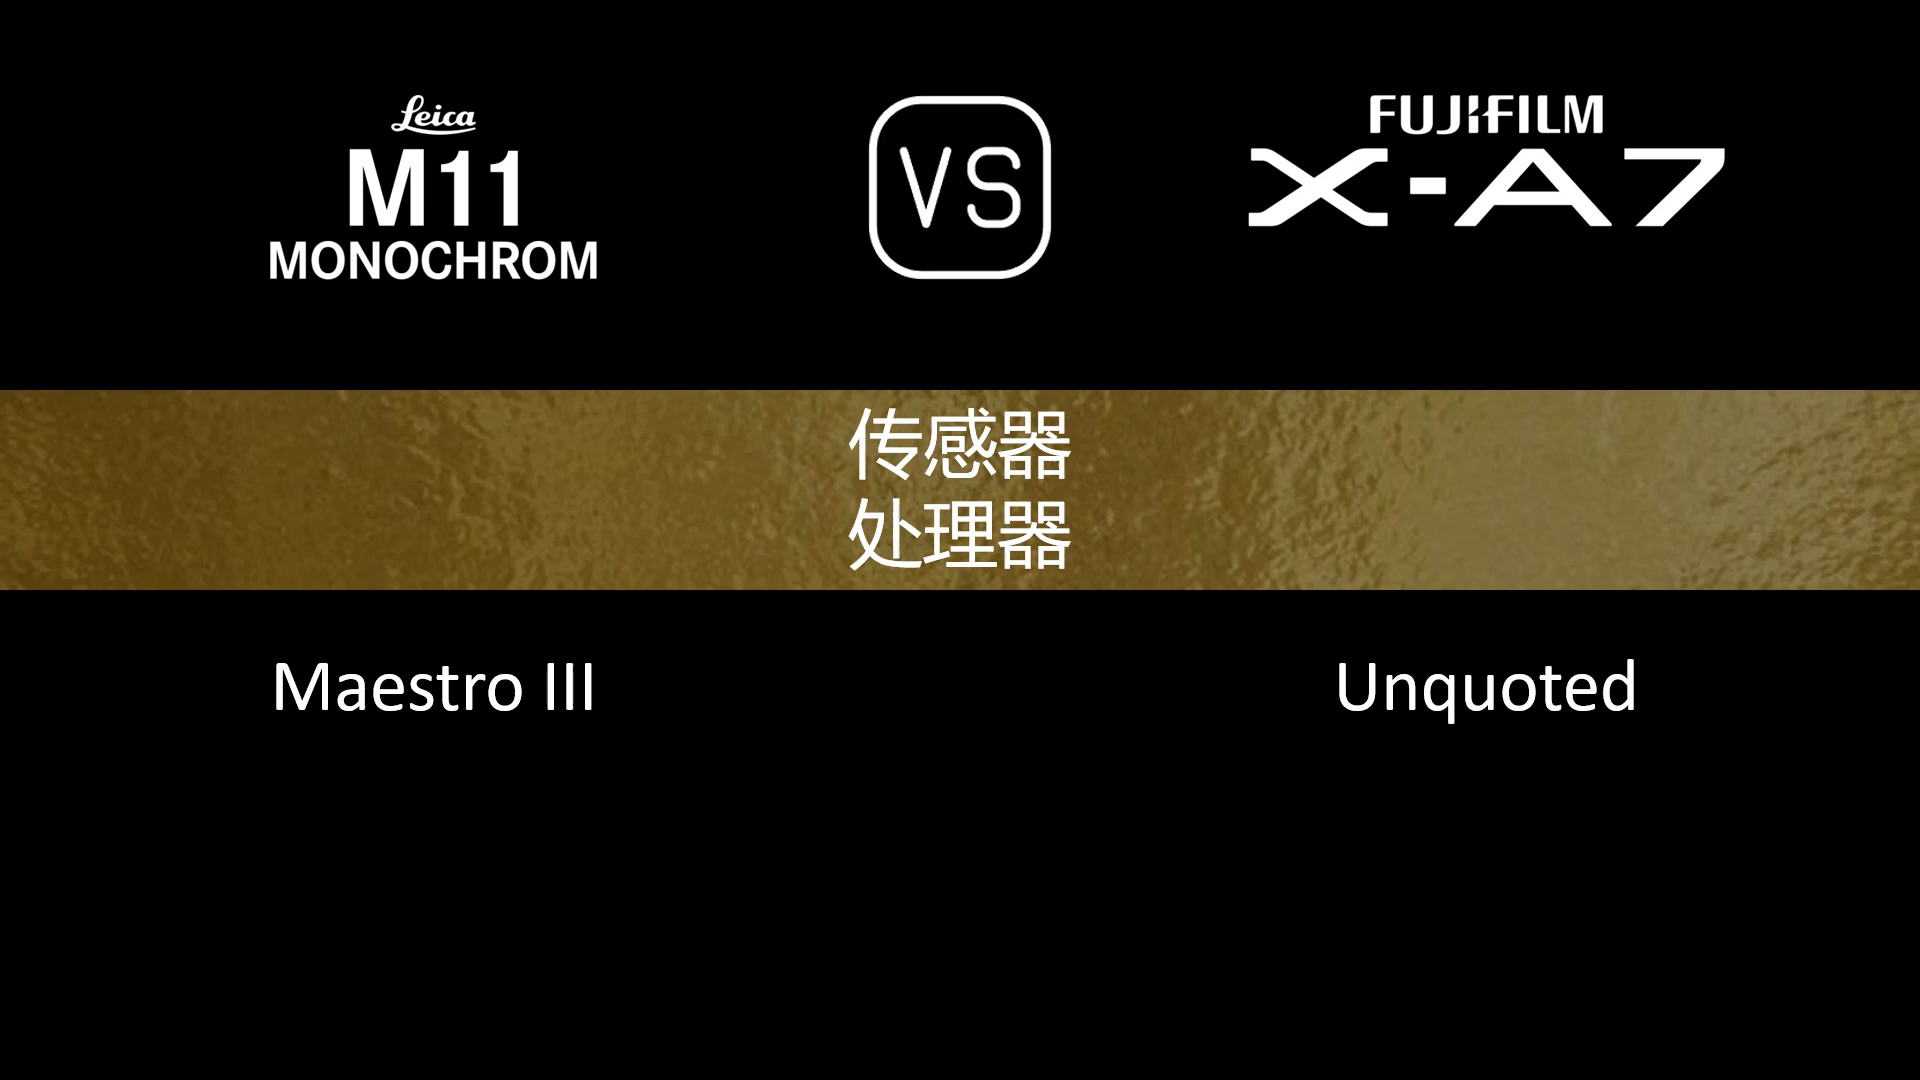 Leica
M11
MONOCHROM
VS
FUJIFILM
X-A7
传感器
处理器
Maestro III
Unquoted